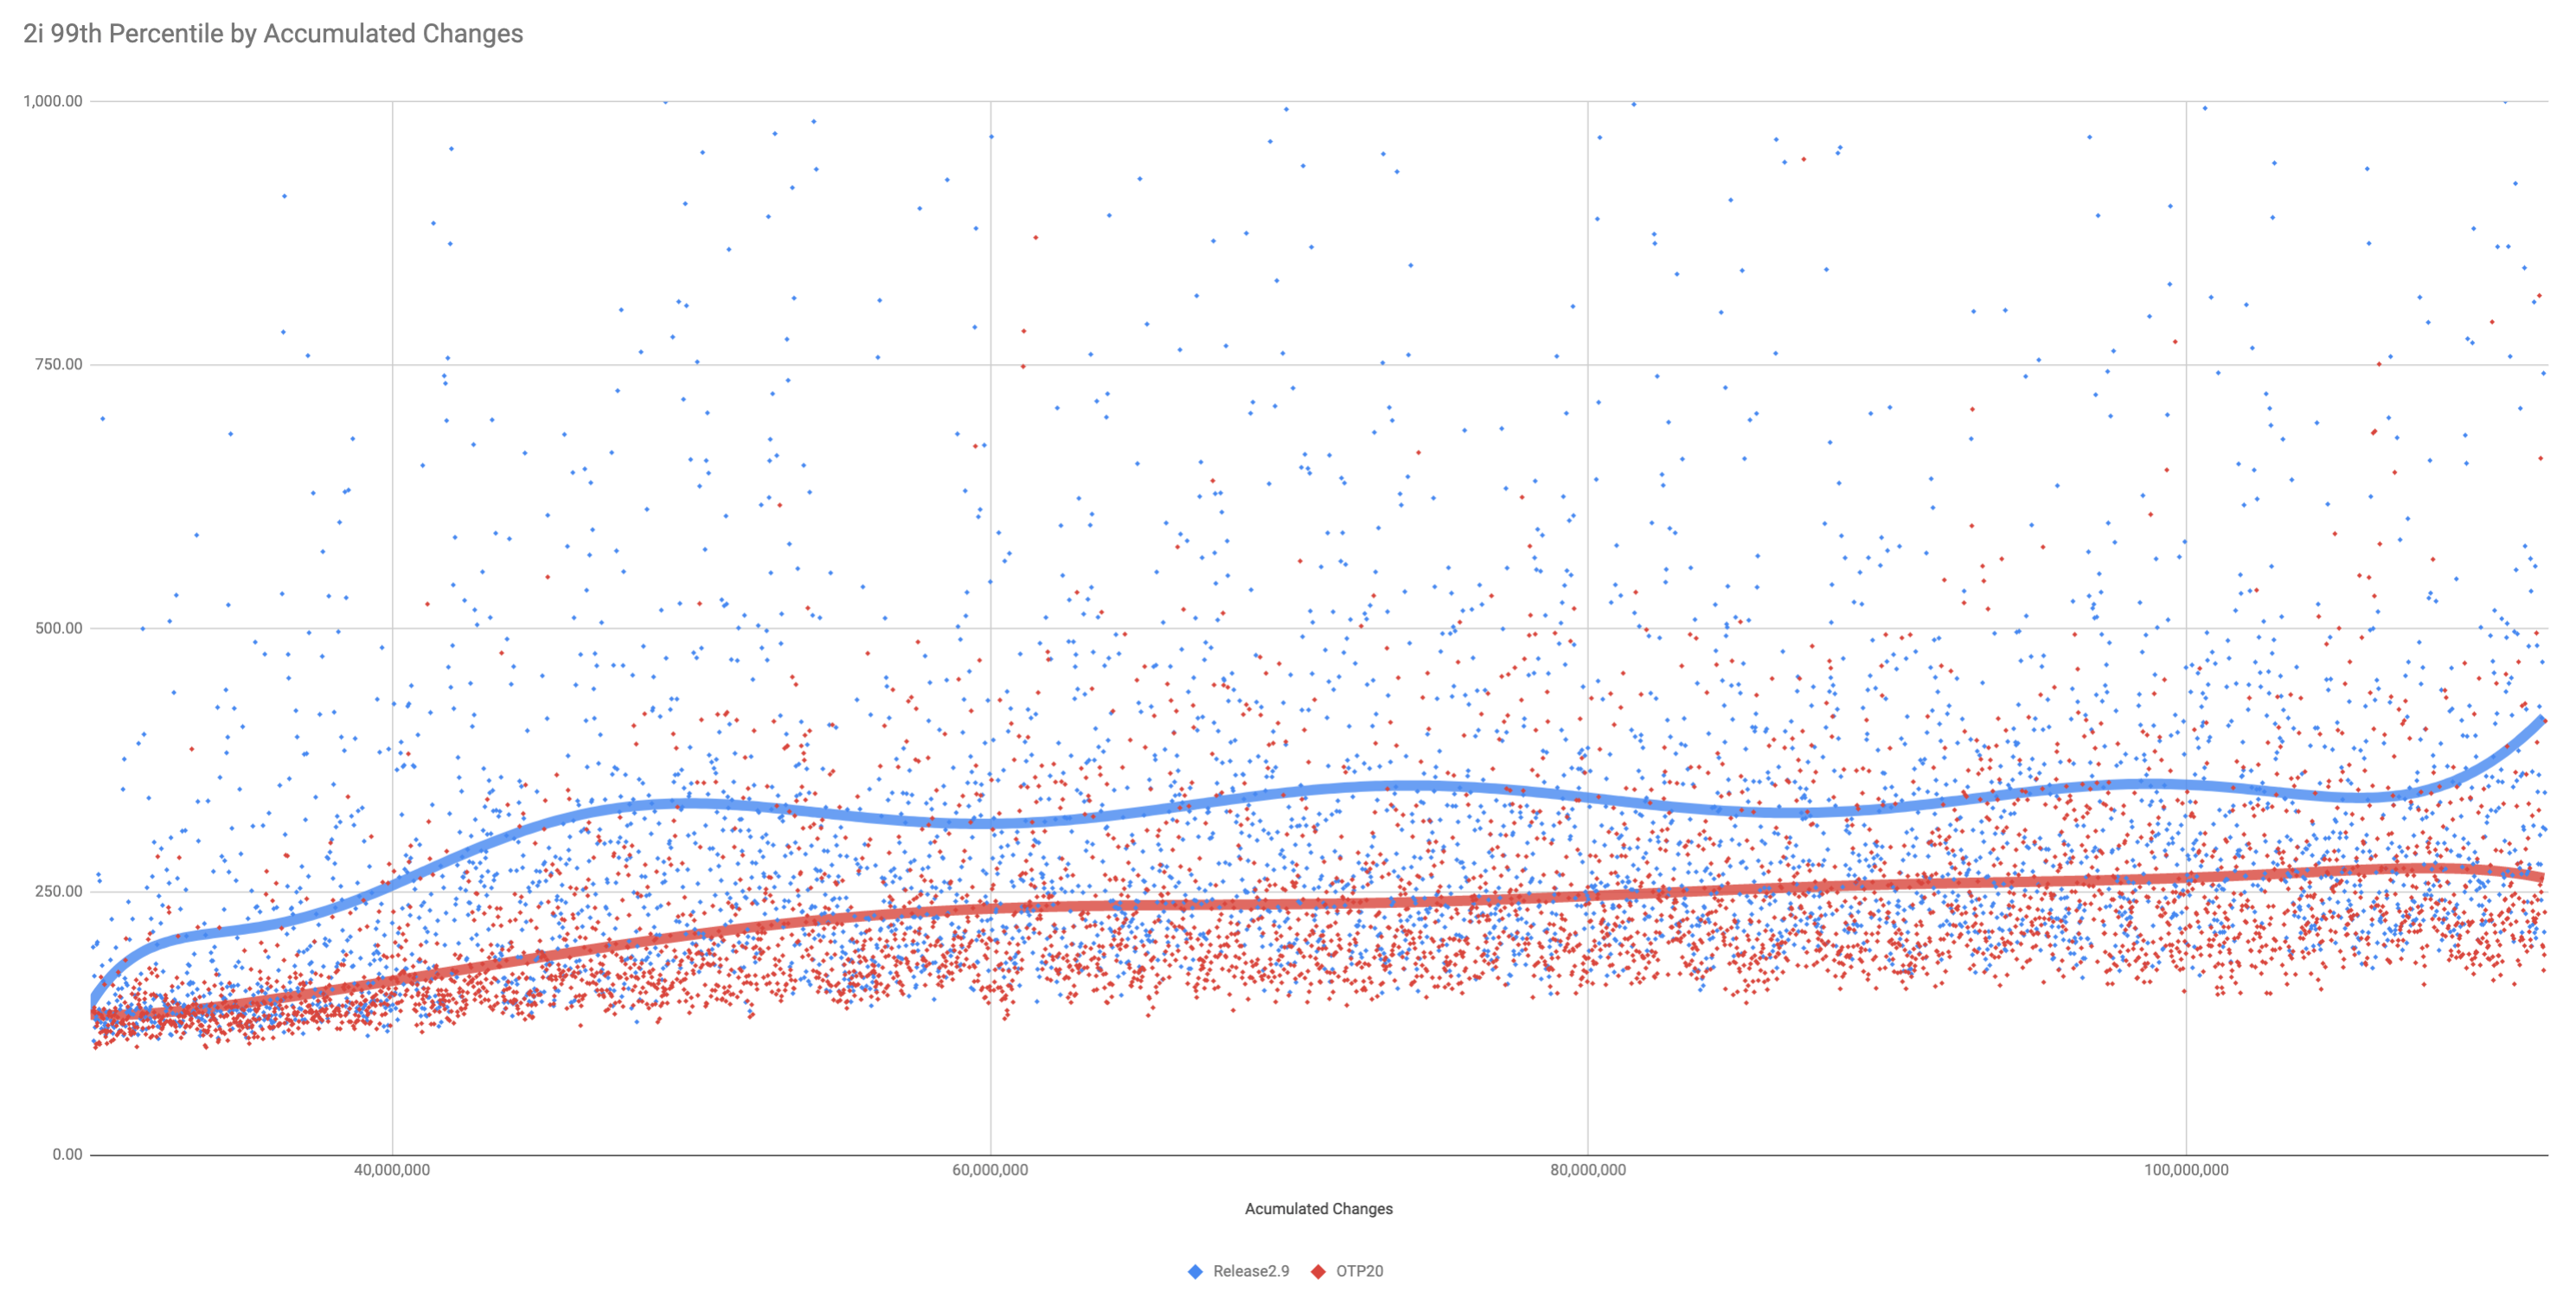 2i 99th Percentile by Accumulated Changes
1,000.00
750.00
500.00
250.00
0.00
40,000,000
60,000,000
80,000,000
100,000,000
Acumulated Changes
Release2.9
OTP20